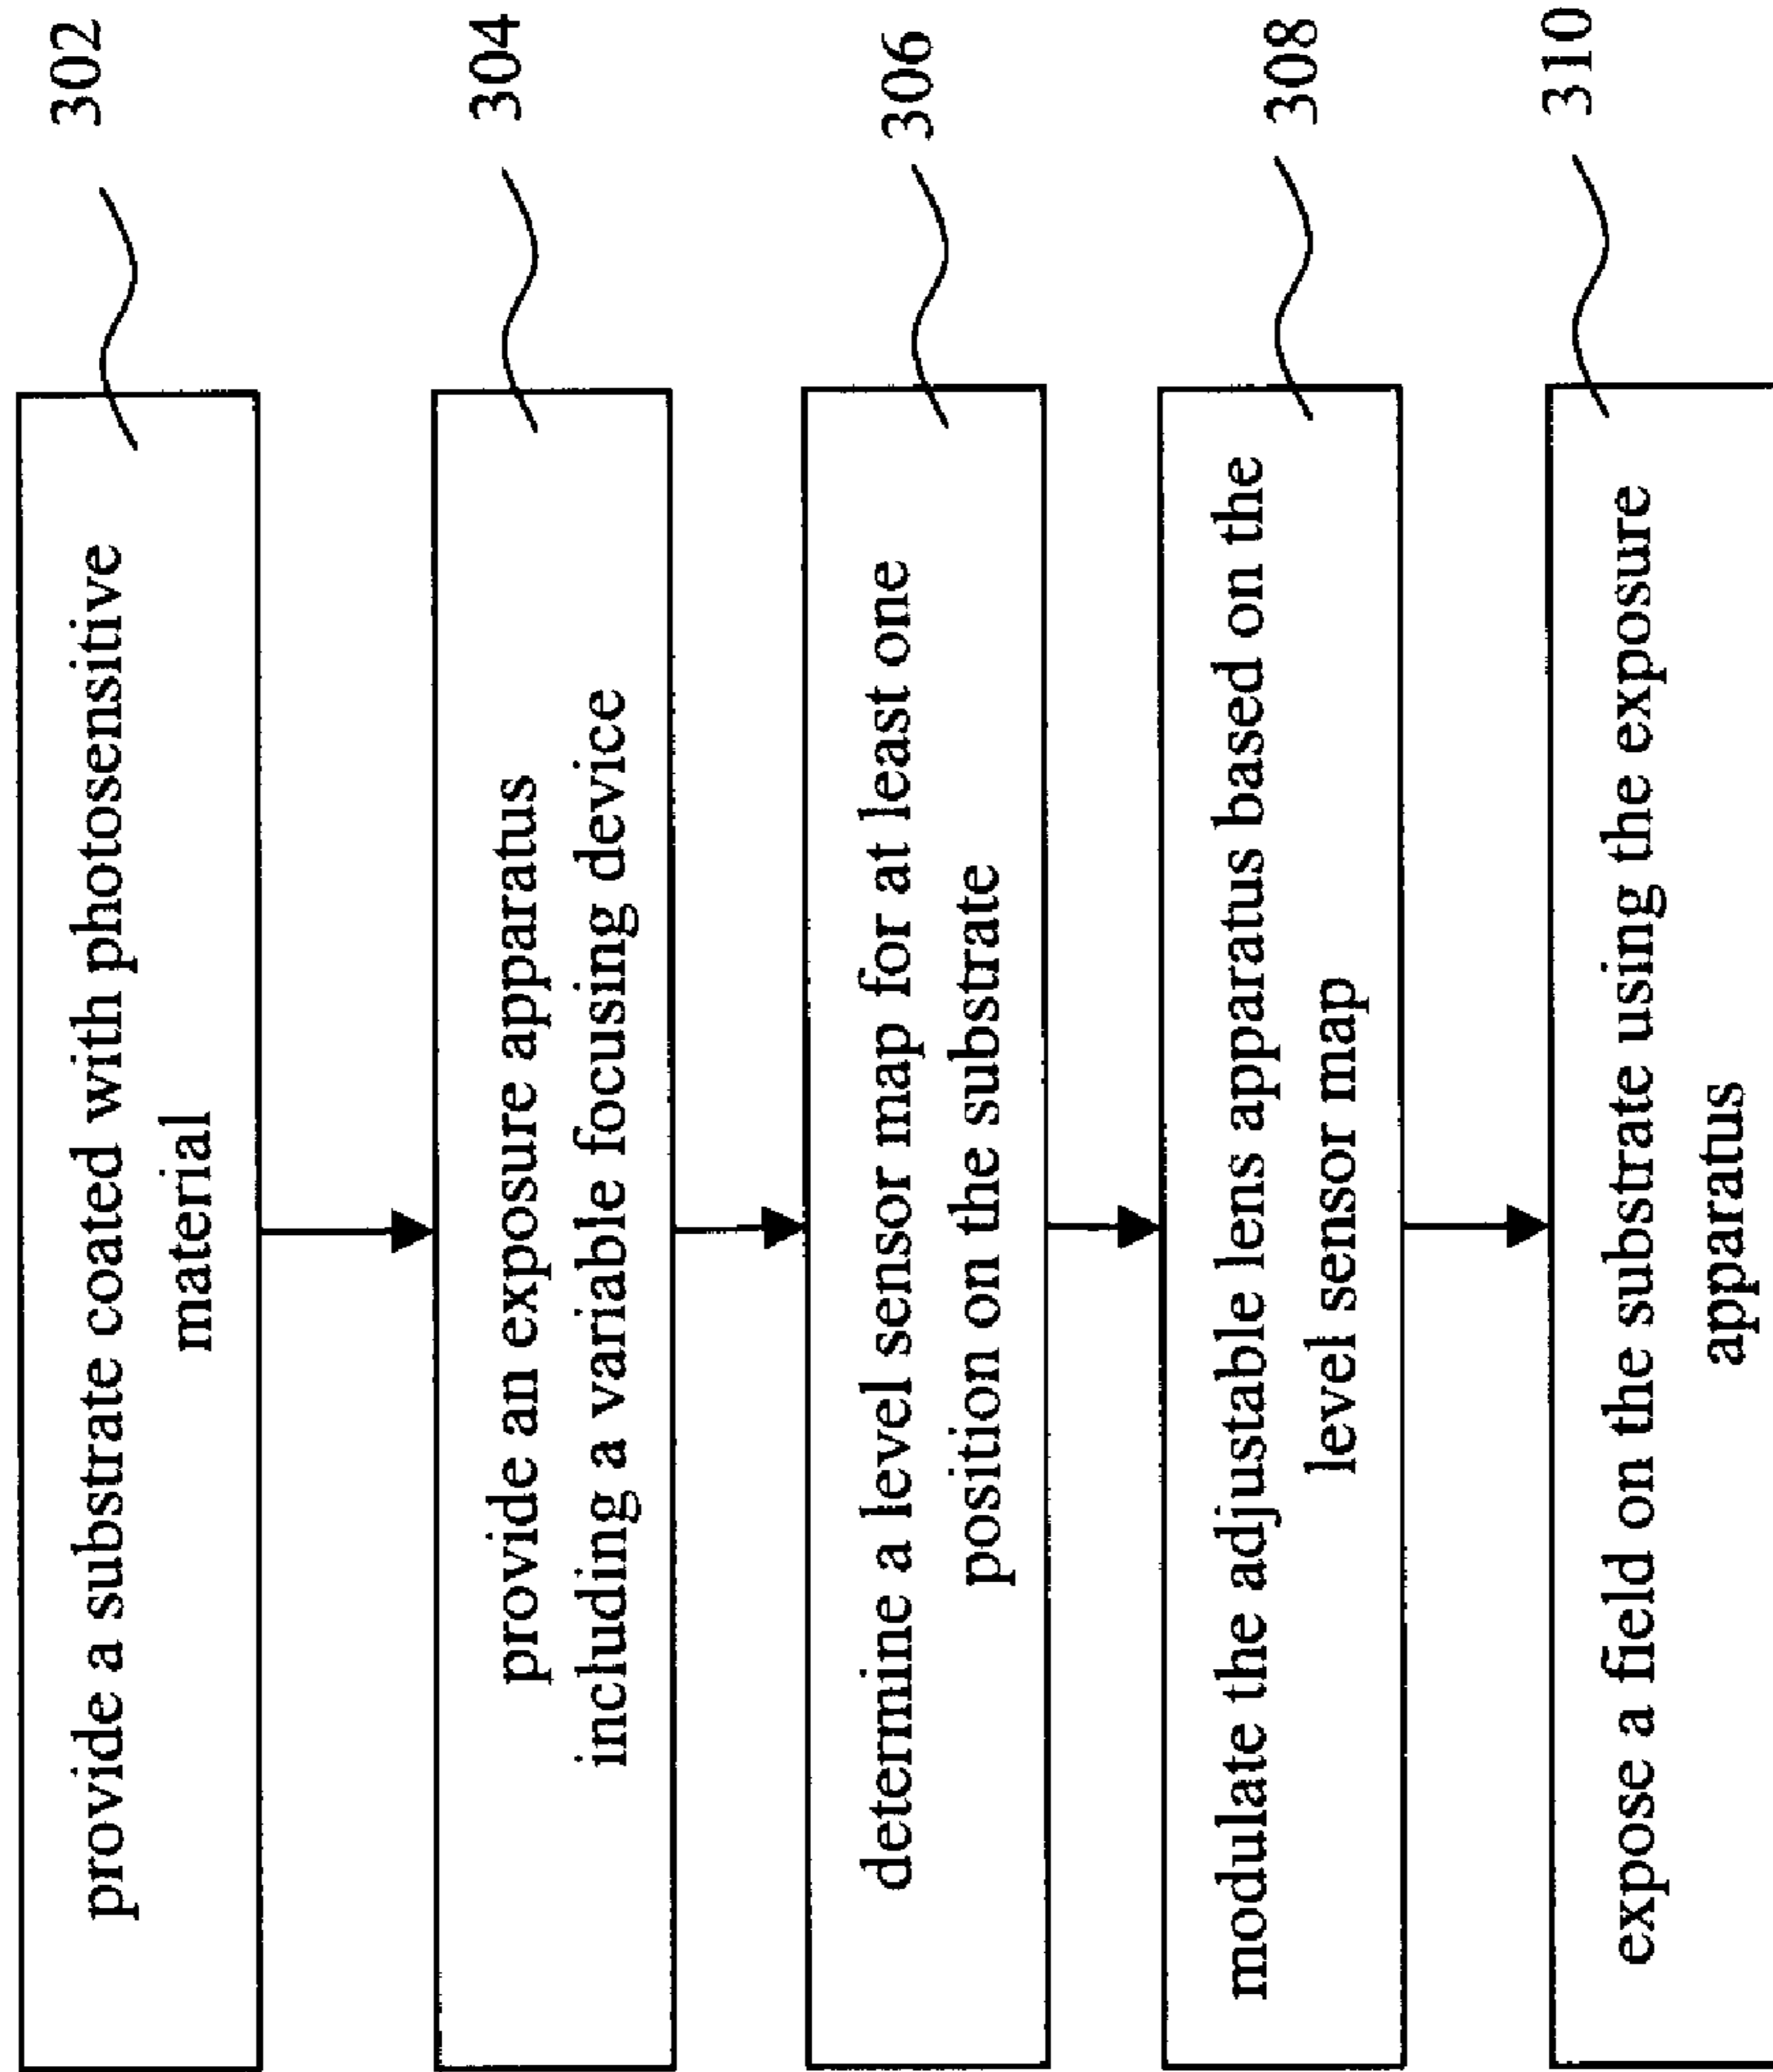 provide a substrate coated with photosensitive
material
302
provide an exposure apparatus
including a variable focusing device
304
determine a level sensor map for at least one
position on the substrate
306
modulate the adjustable lens apparatus based on the
level sensor map
308
expose a field on the substrate using the exposure
apparatus
310